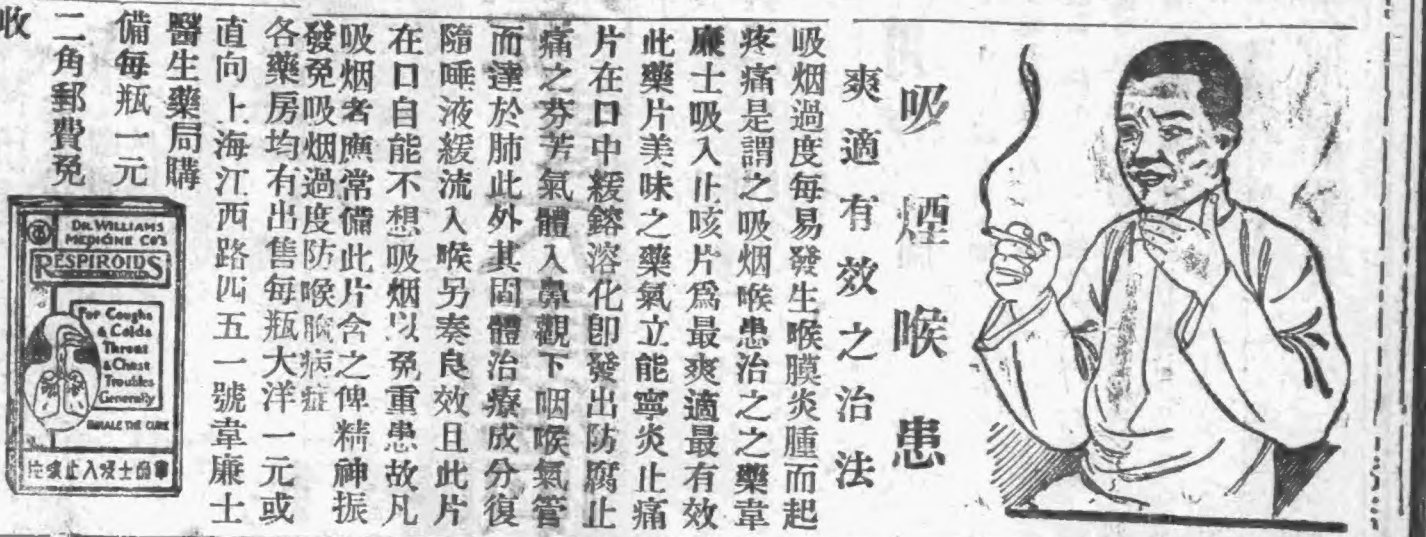 吸煙喉患
爽適有效之治法
吸烟過度每易發生喉膜炎腫而起
疼痛是謂之吸烟喉患治之之藥韋
廉士吸入止咳片爲最爽適最有效
此藥片美味之藥氣立能寧炎止痛
片在口中緩鎔溶化卽發出防腐止
痛之芬芳氣體入鼻觀下咽喉氣管
而達於肺此外其固體治療成分復
隨唾液緩流入喉另奏良效且此片
在口自能不想吸烟以免重患故凡
吸烟者應常備此片含之俾精神振
發免吸烟過度防喉胸病症
各藥房均有出售每瓶大洋一元或
直向上海江西路四五一號韋廉士
醫生藥局購
備每瓶一元
二角郵費免
收
DR. WILLIAMS
MEDICINE CO'S
RESPIROIDS
For Coughs
& Colds
Throat
& Chest
Troubles
Generally
INHALE THE CURE
韋廉士吸入止咳片